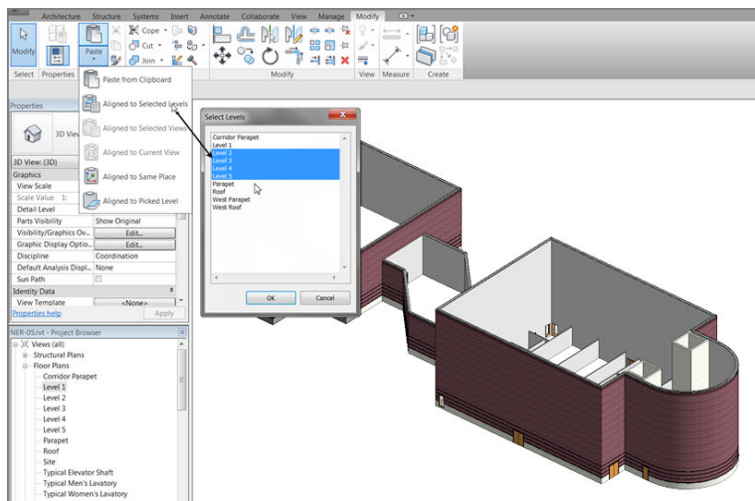 Architecture Structure Systems Insert Annotate Collaborate View Manage Modify
Modify Paste Cope Cut Join
Select Properties Modify View Measure Create
Paste from Clipboard
Aligned to Selected Levels
Aligned to Selected Views
Aligned to Current View
Aligned to Same Place
Aligned to Picked Level
Properties
3D View
3D View: {3D}
Graphics
View Scale
Scale Value 1:
Detail Level
Parts Visibility Show Original
Visibility/Graphics Ov... Edit...
Graphic Display Optio... Edit...
Discipline Coordination
Default Analysis Displ... None
Sun Path
Identity Data
View Template <None>
Properties help Apply
Select Levels
Corridor Parapet
Level 1
Level 2
Level 3
Level 4
Level 5
Parapet
Roof
West Parapet
West Roof
OK Cancel
NER-05.rvt - Project Browser
Views (all)
Structural Plans
Floor Plans
Corridor Parapet
Level 1
Level 2
Level 3
Level 4
Level 5
Parapet
Roof
Site
Typical Elevator Shaft
Typical Men's Lavatory
Typical Women's Lavatory